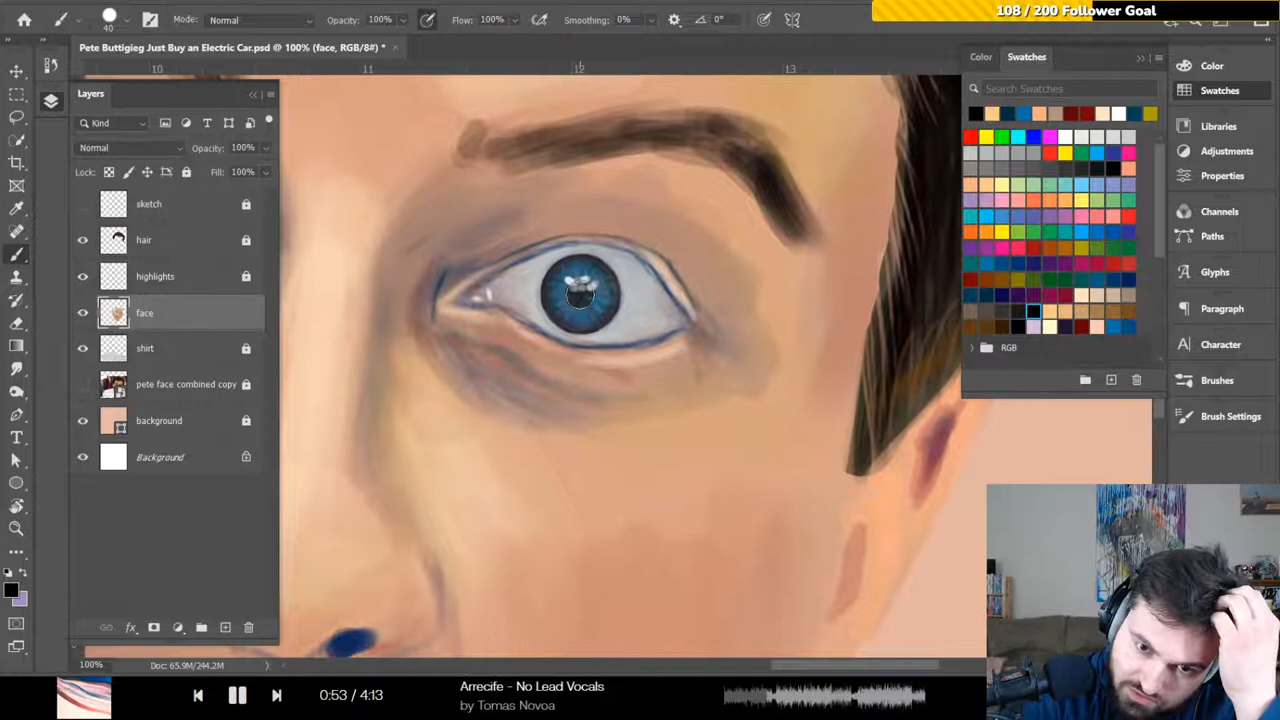 108 / 200 Follower Goal
40
Mode: Normal
Opacity: 100%
Flow: 100%
Smoothing: 0%
0°
Pete Buttigieg Just Buy an Electric Car.psd @ 100% (face, RGB/8#) *
10 11 12 13
Layers
Kind
Normal
Opacity: 100%
Lock:
Fill: 100%
sketch
hair
highlights
face
shirt
pete face combined copy
background
Background
fx
100%
Doc: 65.9M/244.2M
Color
Swatches
Search Swatches
RGB
Color
Swatches
Libraries
Adjustments
Properties
Channels
Paths
Glyphs
Paragraph
Character
Brushes
Brush Settings
0:53 / 4:13
Arrecife - No Lead Vocals
by Tomas Novoa